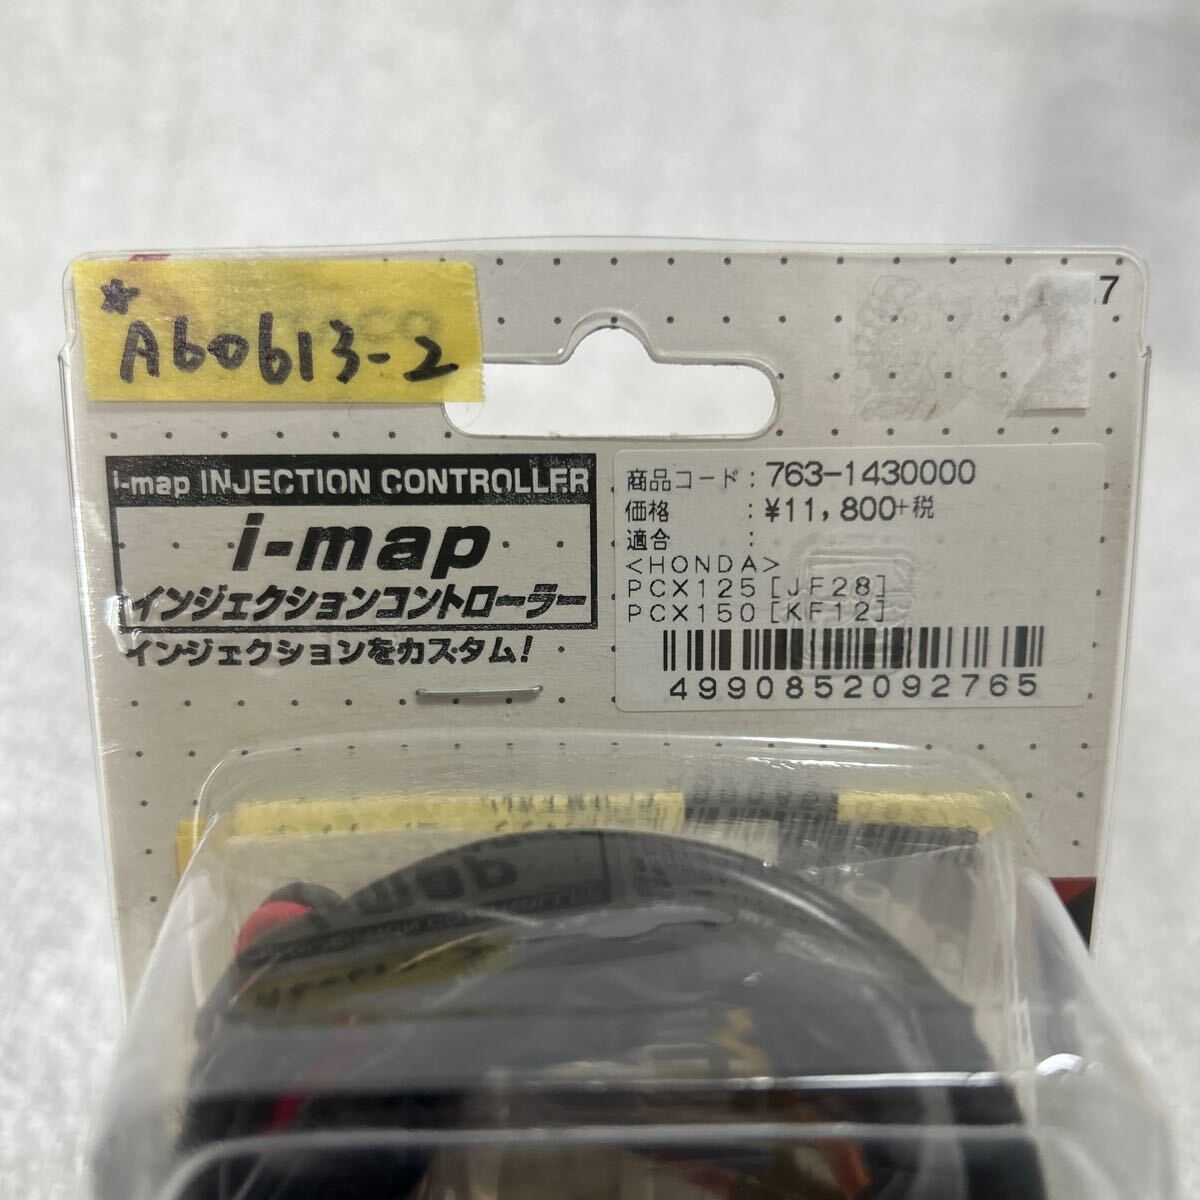 ☆A60613-2
7
i-map INJECTION CONTROLLER
i-map
インジェクションコントローラー
インジェクションをカスタム!
商品コード：763-1430000
価格　　　：¥11,800+税
適合　　　：
<HONDA>
PCX125[JF28]
PCX150[KF12]
4990852092765